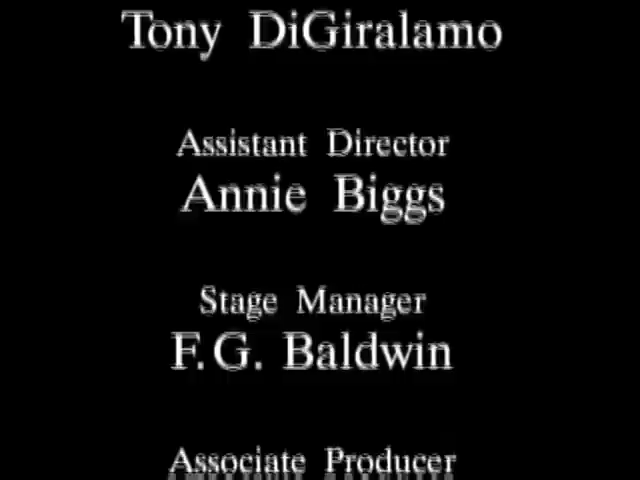 Tony DiGiralamo
Assistant Director
Annie Biggs
Stage Manager
F.G. Baldwin
Associate Producer